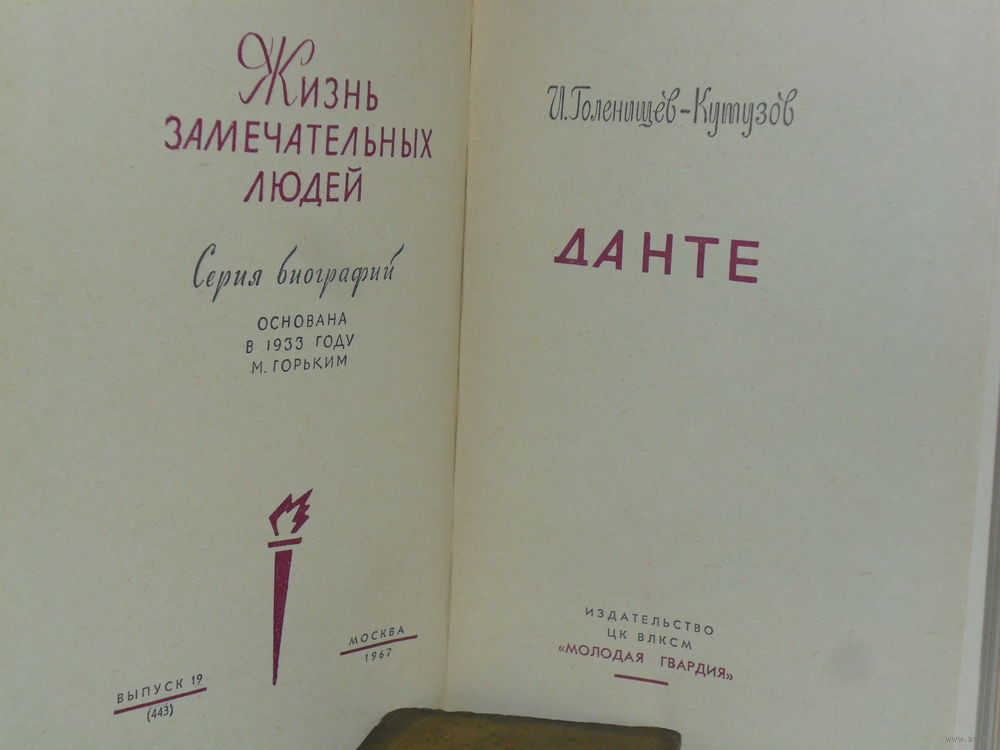 Жизнь
ЗАМЕЧАТЕЛЬНЫХ
ЛЮДЕЙ
Серия биографий
ОСНОВАНА
В 1933 ГОДУ
М. ГОРЬКИМ
ВЫПУСК 19
(443)
МОСКВА
1967
И. Голенищев-Кутузов
ДАНТЕ
ИЗДАТЕЛЬСТВО
ЦК ВЛКСМ
«МОЛОДАЯ ГВАРДИЯ»